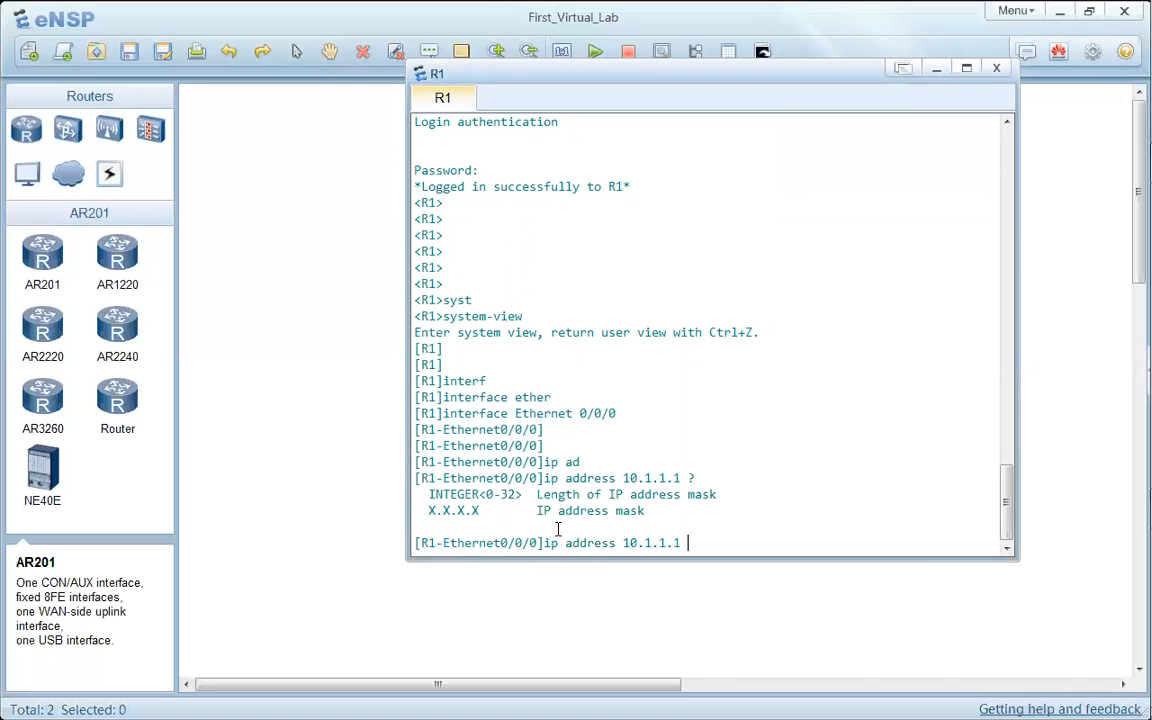 eNSP
First_Virtual_Lab
Menu
R1
R1
Routers
AR201
AR201
AR1220
AR2220
AR2240
AR3260
Router
NE40E
AR201
One CON/AUX interface,
fixed 8FE interfaces,
one WAN-side uplink
interface,
one USB interface.
Login authentication
Password:
*Logged in successfully to R1*
<R1>
<R1>
<R1>
<R1>
<R1>
<R1>
<R1>syst
<R1>system-view
Enter system view, return user view with Ctrl+Z.
[R1]
[R1]
[R1]interf
[R1]interface ether
[R1]interface Ethernet 0/0/0
[R1-Ethernet0/0/0]
[R1-Ethernet0/0/0]
[R1-Ethernet0/0/0]ip ad
[R1-Ethernet0/0/0]ip address 10.1.1.1 ?
INTEGER<0-32>  Length of IP address mask
X.X.X.X        IP address mask
[R1-Ethernet0/0/0]ip address 10.1.1.1
Total: 2 Selected: 0
Getting help and feedback